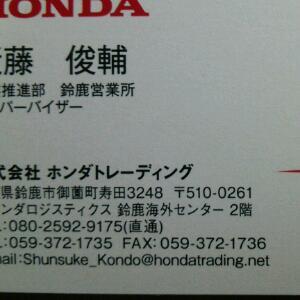 HONDA
近藤 俊輔
推進部 鈴鹿営業所
ーバーバイザー
式会社 ホンダトレーディング
県鈴鹿市御薗町寿田3248 〒510-0261
ンダロジスティクス 鈴鹿海外センター 2階
:080-2592-9175(直通)
:059-372-1735 FAX:059-372-1736
mail:Shunsuke_Kondo@hondatrading.net